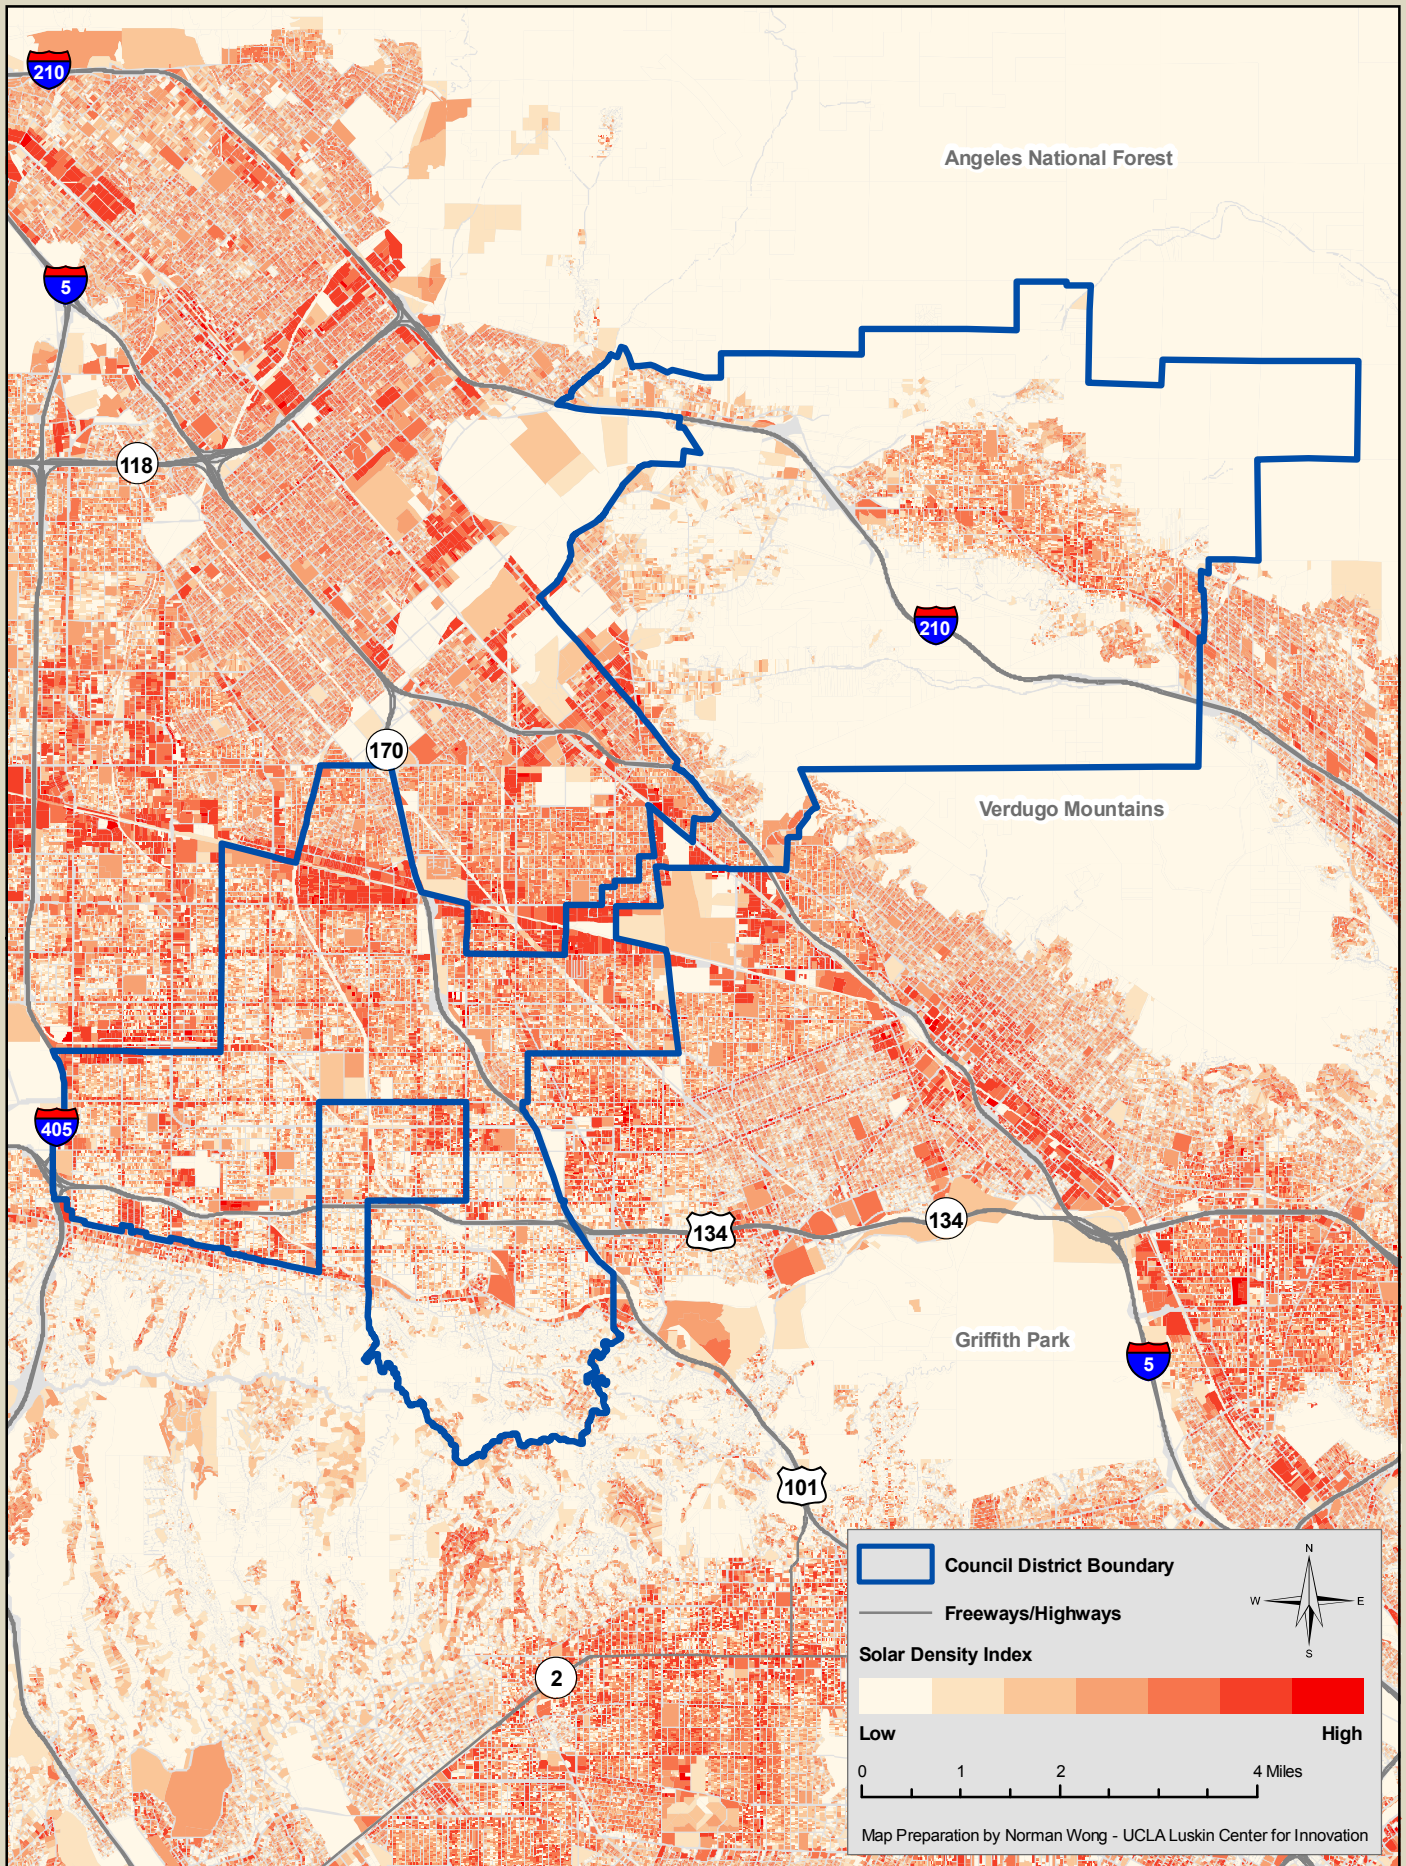 210
Angeles National Forest
5
118
210
170
Verdugo Mountains
405
134
134
Griffith Park
5
101
2
Council District Boundary
Freeways/Highways
N
W
E
S
Solar Density Index
Low
High
0
1
2
4 Miles
Map Preparation by Norman Wong - UCLA Luskin Center for Innovation